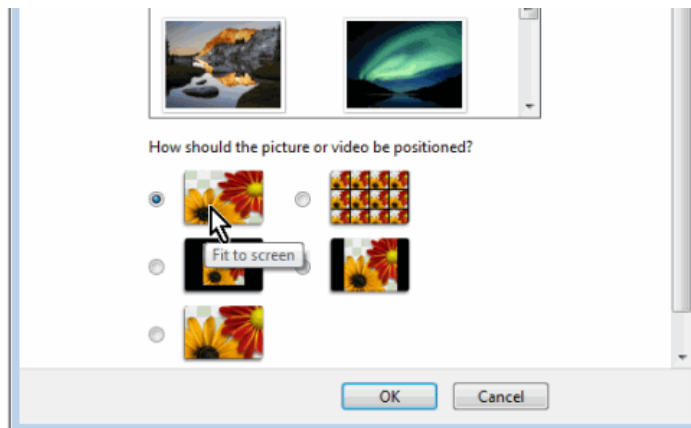 How should the picture or video be positioned?
Fit to screen
OK
Cancel